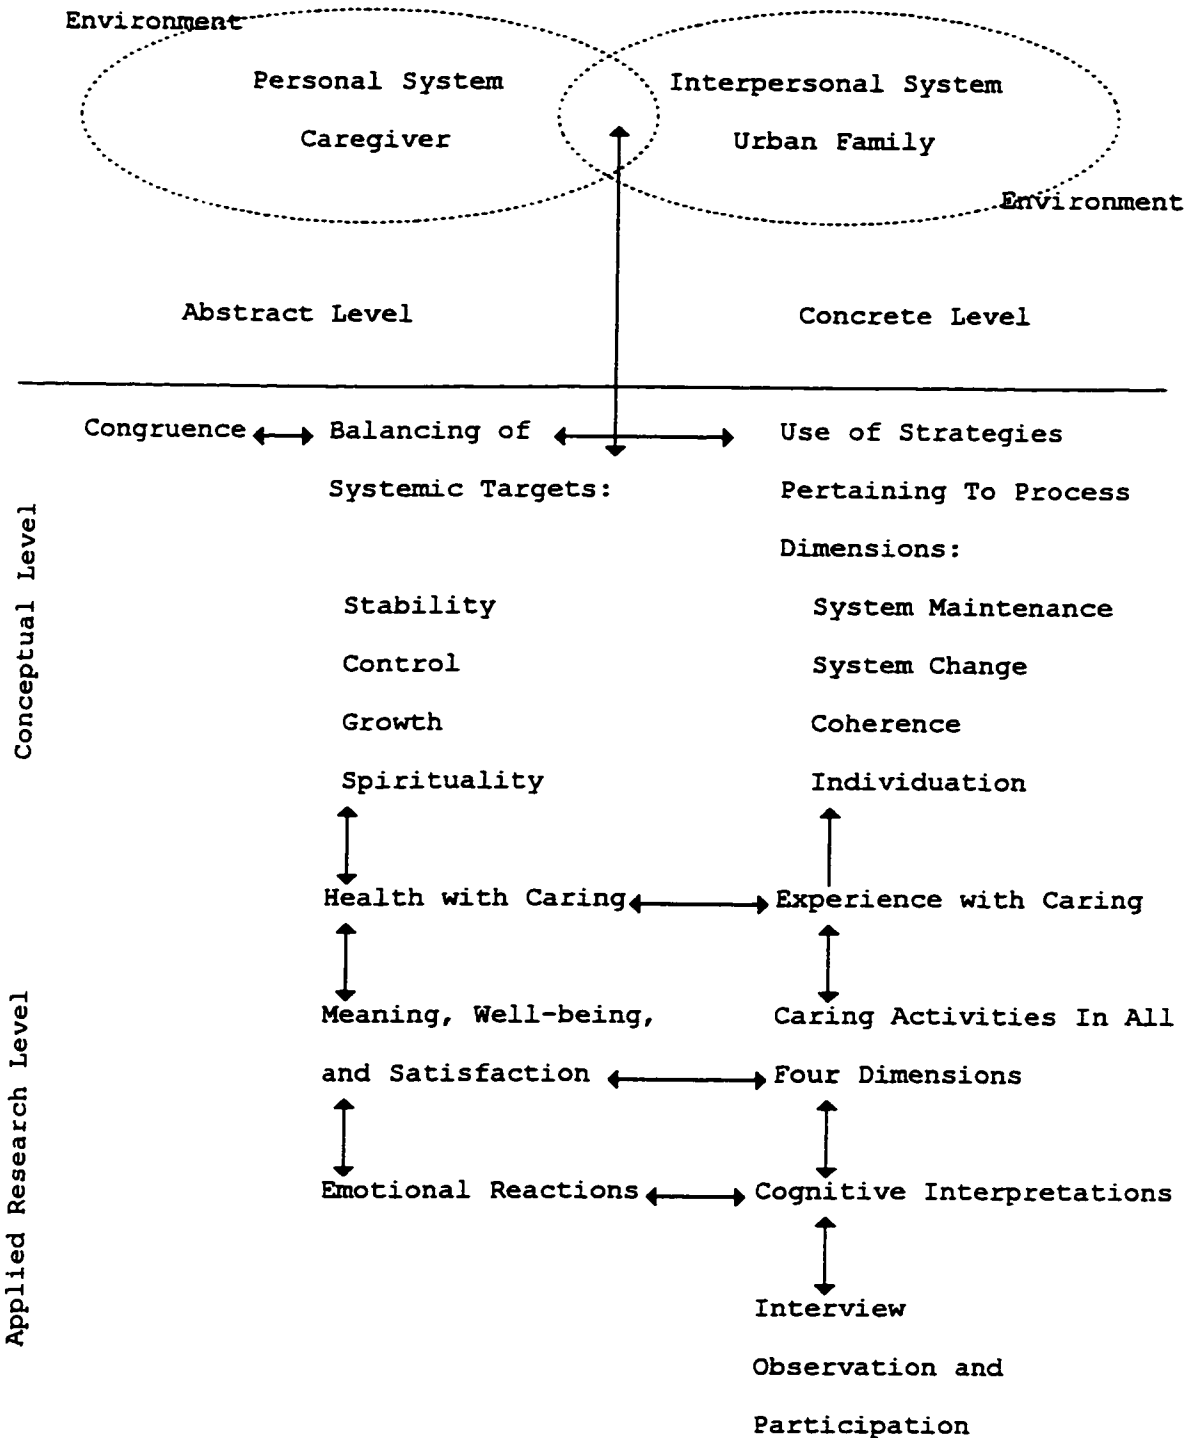 Environment
Personal System
Interpersonal System
Caregiver
Urban Family
Environment
Abstract Level
Concrete Level
Congruence
Balancing of
Systemic Targets:
Use of Strategies
Pertaining To Process
Dimensions:
Conceptual Level
Stability
Control
Growth
Spirituality
System Maintenance
System Change
Coherence
Individuation
Health with Caring
Experience with Caring
Applied Research Level
Meaning, Well-being,
and Satisfaction
Caring Activities In All
Four Dimensions
Emotional Reactions
Cognitive Interpretations
Interview
Observation and
Participation